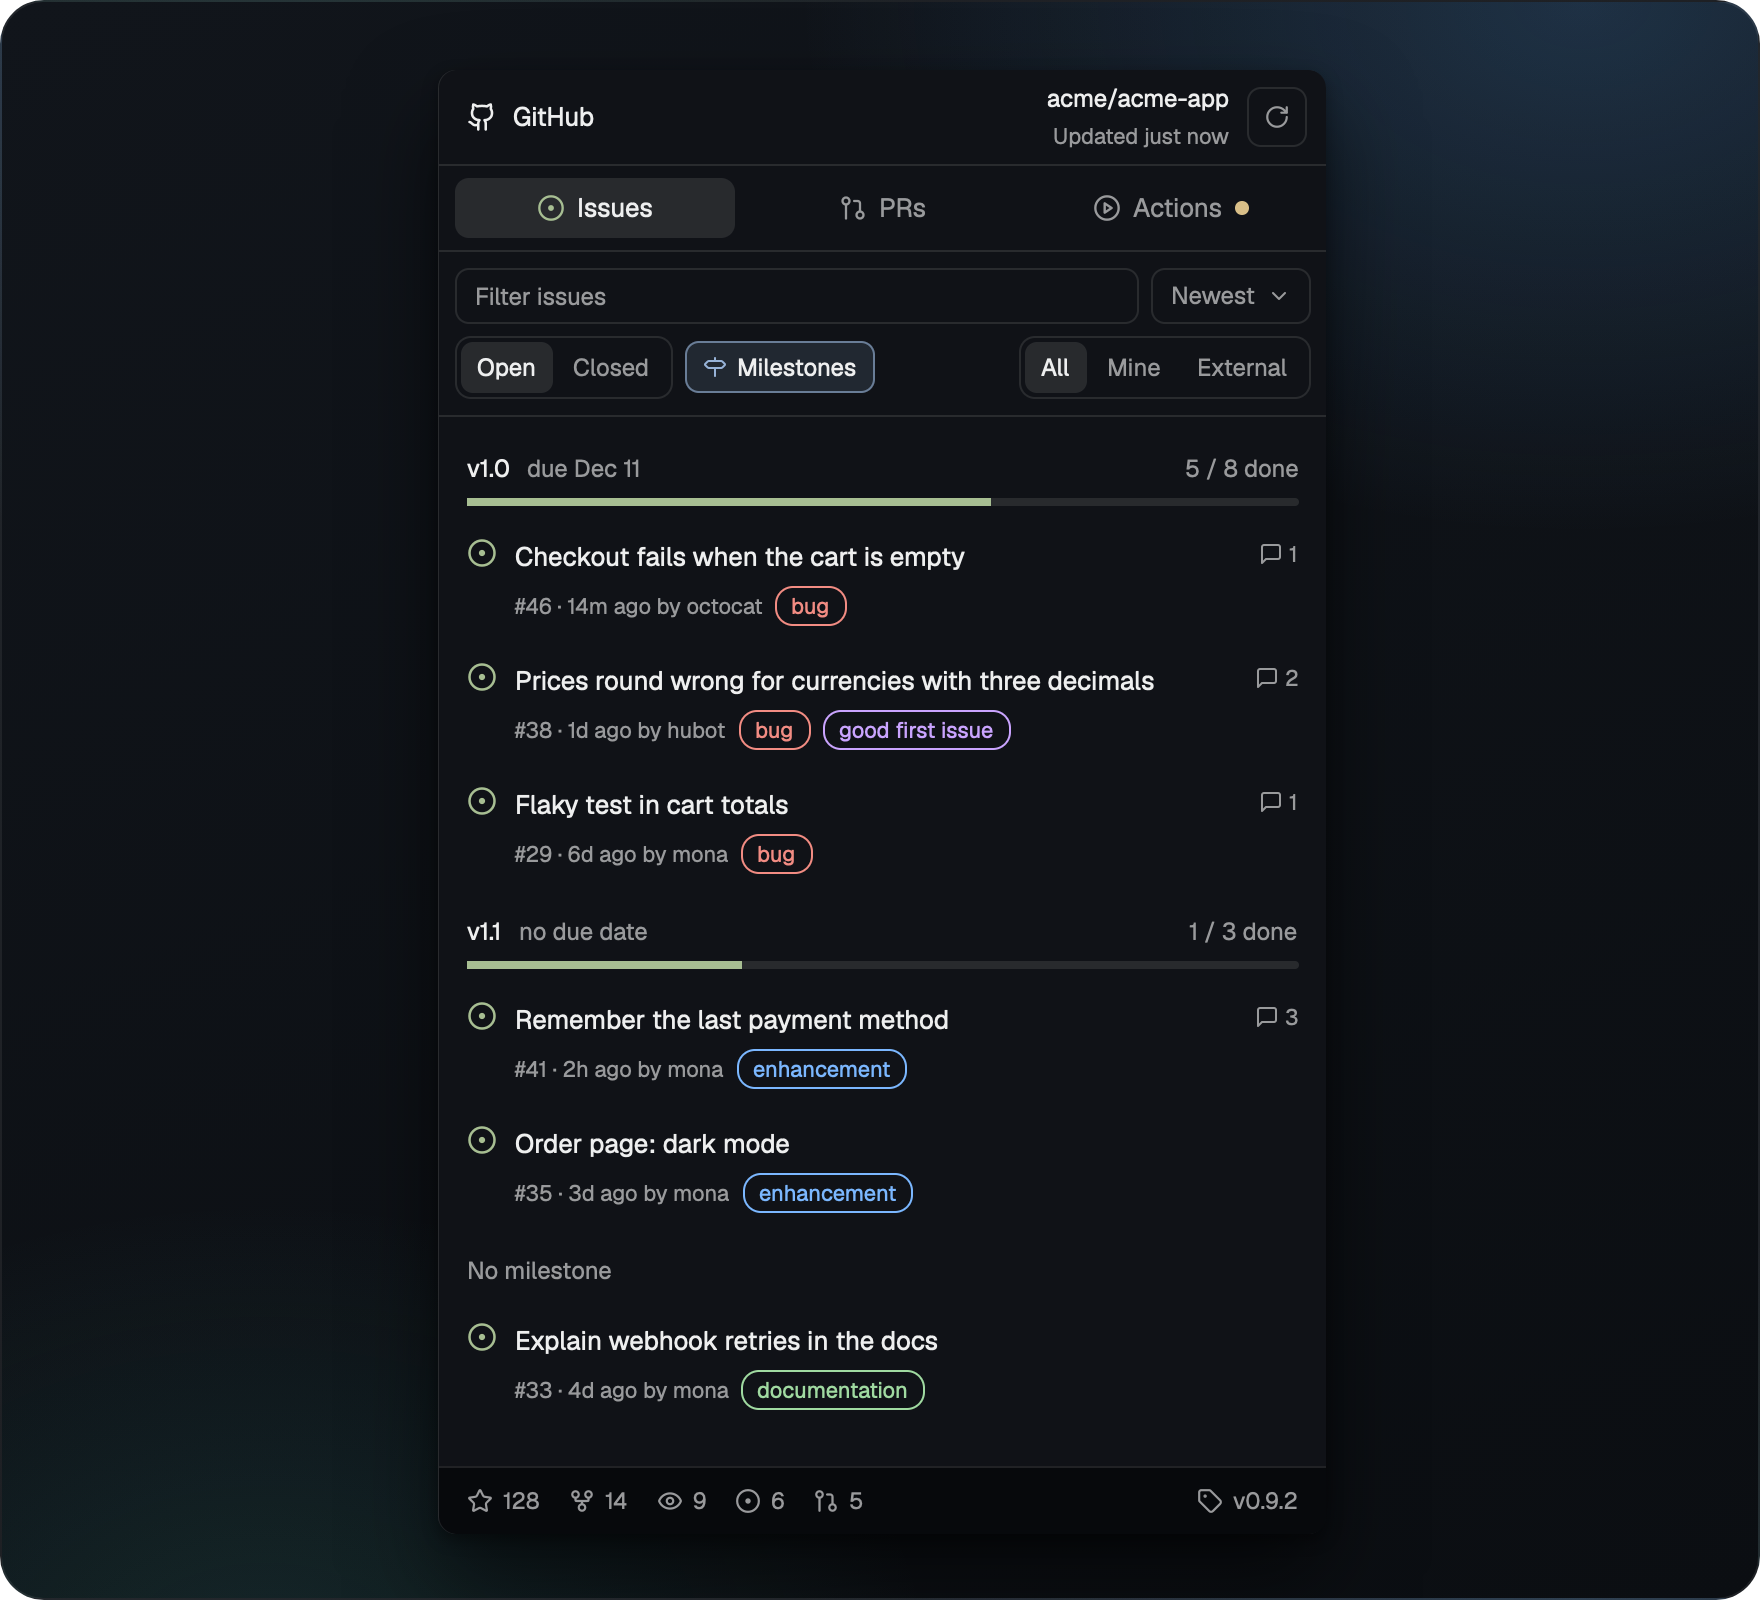 GitHub
acme/acme-app
Updated just now
Issues
PRs
Actions
Filter issues
Newest
Open
Closed
Milestones
All
Mine
External
v1.0 due Dec 11
5 / 8 done
Checkout fails when the cart is empty
1
#46 · 14m ago by octocat bug
Prices round wrong for currencies with three decimals
2
#38 · 1d ago by hubot bug good first issue
Flaky test in cart totals
1
#29 · 6d ago by mona bug
v1.1 no due date
1 / 3 done
Remember the last payment method
3
#41 · 2h ago by mona enhancement
Order page: dark mode
#35 · 3d ago by mona enhancement
No milestone
Explain webhook retries in the docs
#33 · 4d ago by mona documentation
128
14
9
6
5
v0.9.2